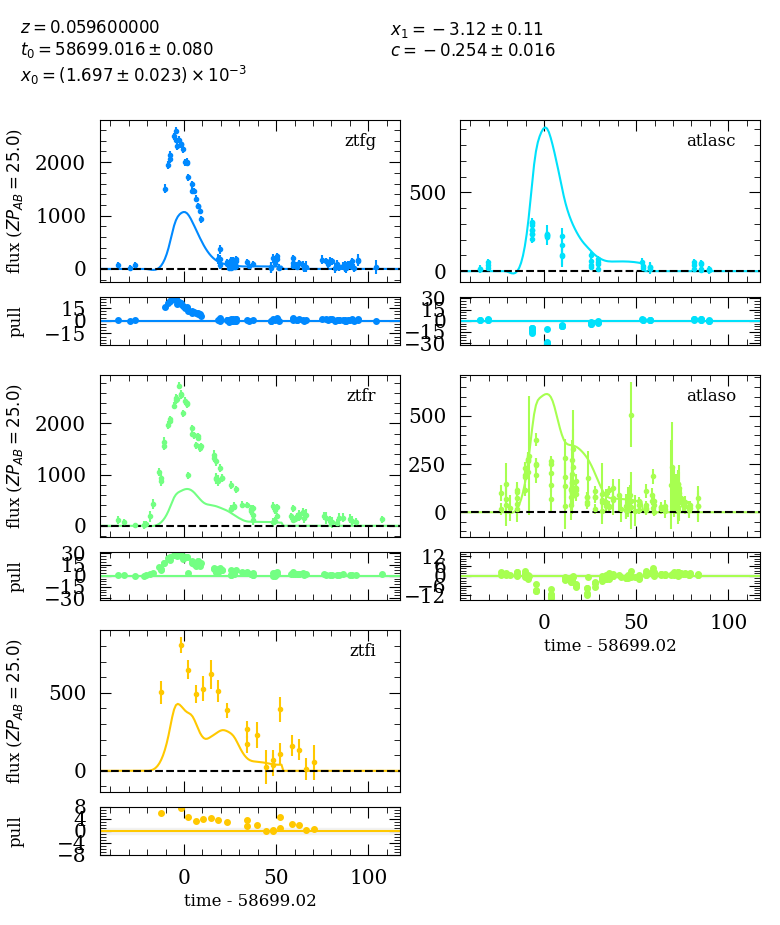 z = 0.059600000
t₀ = 58699.016 ± 0.080
x₀ = (1.697 ± 0.023) × 10⁻³
x₁ = −3.12 ± 0.11
c = −0.254 ± 0.016
ztfg
flux (ZP_AB = 25.0)
2000
1000
0
pull
15
0
−15
atlasc
500
0
30
15
0
−15
−30
ztfr
flux (ZP_AB = 25.0)
2000
1000
0
pull
30
15
0
−15
−30
atlaso
500
250
0
12
6
0
−6
−12
0 50 100
time - 58699.02
ztfi
flux (ZP_AB = 25.0)
500
0
pull
8
4
0
−4
−8
0 50 100
time - 58699.02